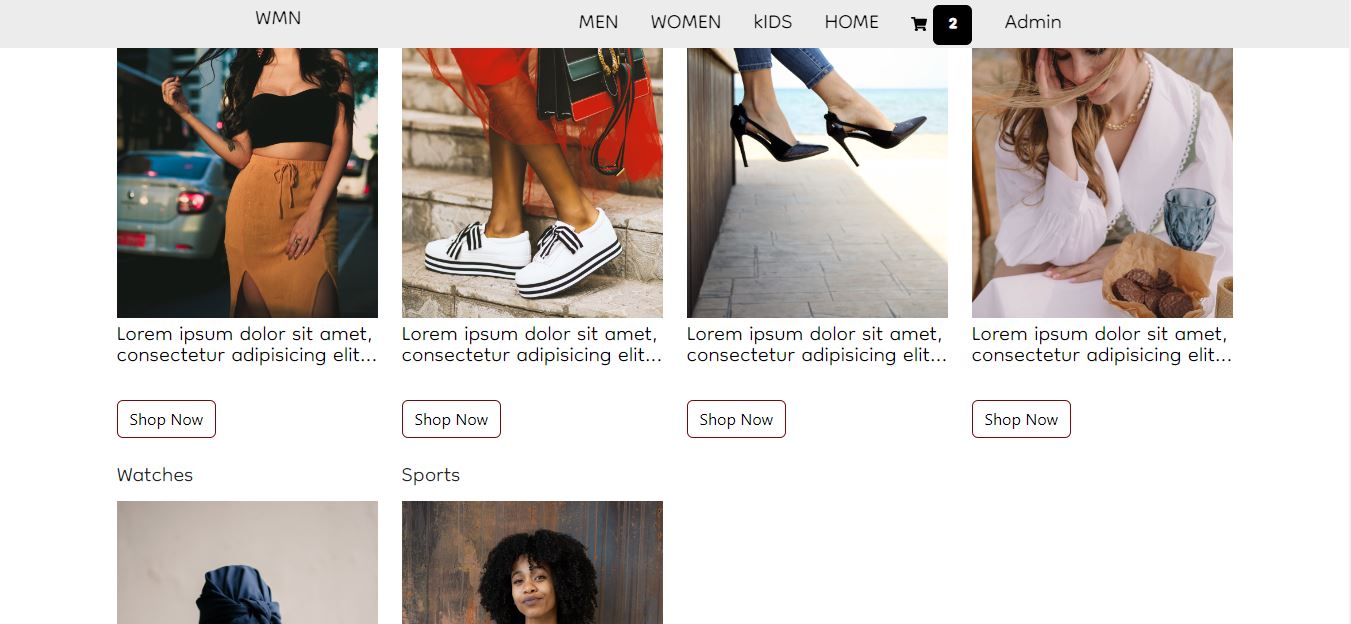 WMN
MEN WOMEN kIDS HOME 2 Admin
Lorem ipsum dolor sit amet,
consectetur adipisicing elit...
Lorem ipsum dolor sit amet,
consectetur adipisicing elit...
Lorem ipsum dolor sit amet,
consectetur adipisicing elit...
Lorem ipsum dolor sit amet,
consectetur adipisicing elit...
Shop Now
Shop Now
Shop Now
Shop Now
Watches
Sports